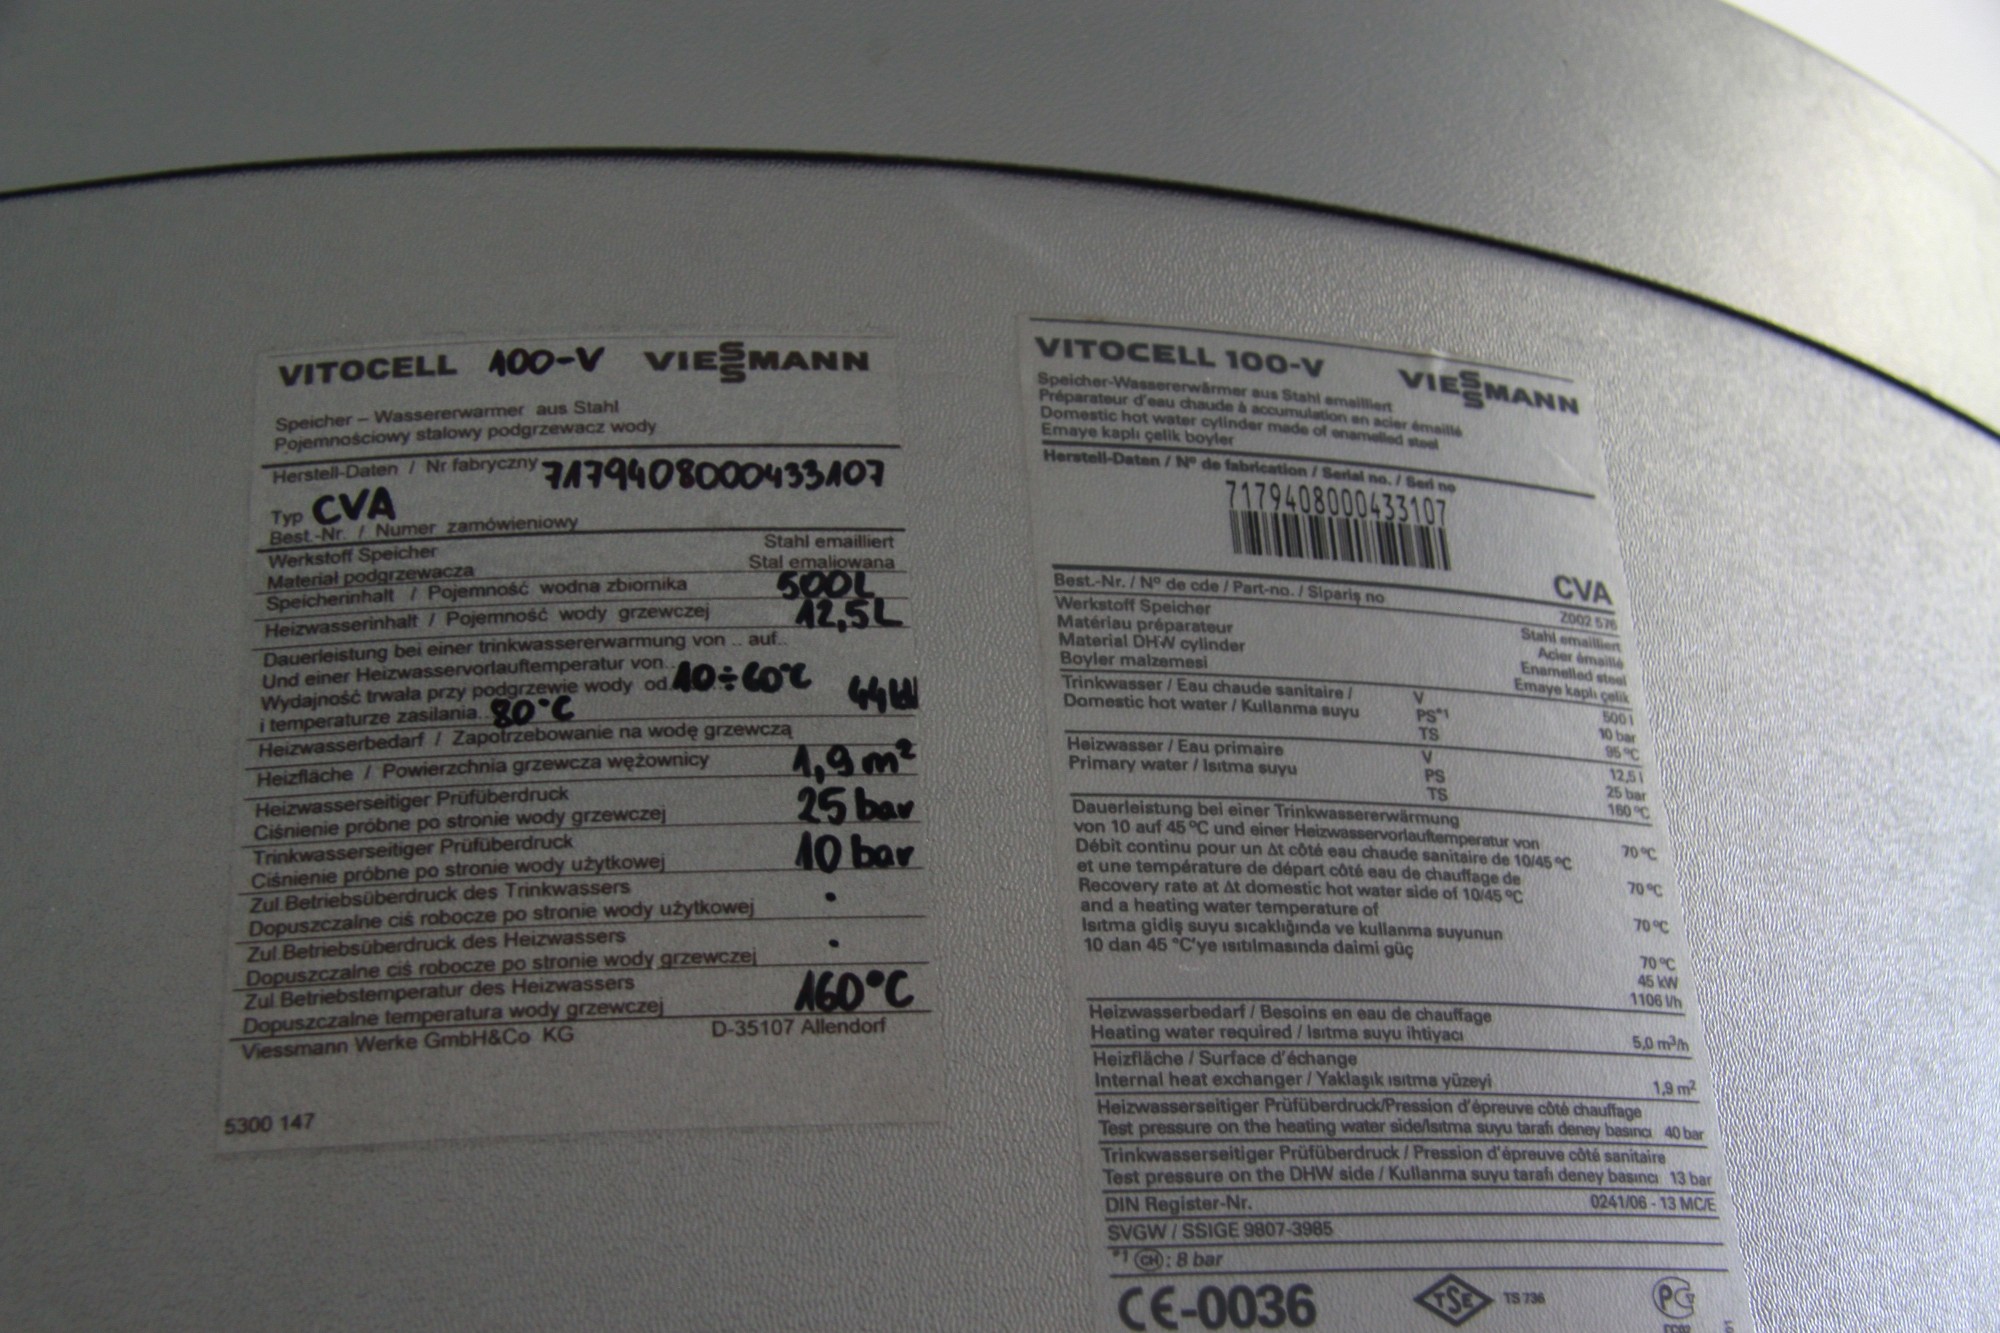 VITOCELL 100-V VIESSMANN
Speicher – Wassererwarmer aus Stahl
Pojemnościowy stalowy podgrzewacz wody
Herstell-Daten / Nr fabryczny 7179408000433107
Typ CVA
Best.-Nr. / Numer zamówieniowy
Werkstoff Speicher Stahl emailliert
Materiał podgrzewacza Stal emaliowana
Speicherinhalt / Pojemność wodna zbiornika 500L
Heizwasserinhalt / Pojemność wody grzewczej 12,5L
Dauerleistung bei einer trinkwassererwarmung von .. auf..
Und einer Heizwasservorlauftemperatur von..
Wydajność trwała przy podgrzewie wody od 10÷60°C
i temperaturze zasilania.. 80°C 44
Heizwasserbedarf / Zapotrzebowanie na wodę grzewczą
Heizfläche / Powierzchnia grzewcza wężownicy 1,9 m²
Heizwasserseitiger Prüfüberdruck
Ciśnienie próbne po stronie wody grzewczej 25 bar
Trinkwasserseitiger Prüfüberdruck
Ciśnienie próbne po stronie wody użytkowej 10 bar
Zul.Betriebsüberdruck des Trinkwassers
Dopuszczalne ciś robocze po stronie wody użytkowej
Zul.Betriebsüberdruck des Heizwassers
Dopuszczalne ciś robocze po stronie wody grzewczej
Zul.Betriebstemperatur des Heizwassers
Dopuszczalne temperatura wody grzewczej 160°C
Viessmann Werke GmbH&Co KG D-35107 Allendorf
5300 147
VITOCELL 100-V VIESSMANN
Speicher-Wassererwärmer aus Stahl emailliert
Préparateur d'eau chaude à accumulation en acier émaillé
Domestic hot water cylinder made of enamelled steel
Emaye kaplı çelik boyler
Herstell-Daten / Nº de fabrication / Serial no. / Seri no
7179408000433107
CVA
Best.-Nr. / Nº de cde / Part-no. / Sipariş no Z002 576
Werkstoff Speicher Stahl emailliert
Matériau préparateur Acier émaillé
Material DHW cylinder Enamelled steel
Boyler malzemesi Emaye kaplı çelik
Trinkwasser / Eau chaude sanitaire / V 500 l
Domestic hot water / Kullanma suyu PS*1 10 bar
TS 95 °C
Heizwasser / Eau primaire V 12,5 l
Primary water / Isıtma suyu PS 25 bar
TS 160 °C
Dauerleistung bei einer Trinkwassererwärmung
von 10 auf 45 °C und einer Heizwasservorlauftemperatur von 70 °C
Débit continu pour un Δt côté eau chaude sanitaire de 10/45 °C
et une température de départ côté eau de chauffage de 70 °C
Recovery rate at Δt domestic hot water side of 10/45 °C
and a heating water temperature of 70 °C
Isıtma gidiş suyu sıcaklığında ve kullanma suyunun
10 dan 45 °C'ye ısıtılmasında daimi güç 70 °C
45 kW
1106 l/h
Heizwasserbedarf / Besoins en eau de chauffage
Heating water required / Isıtma suyu ihtiyacı 5,0 m³/h
Heizfläche / Surface d'échange
Internal heat exchanger / Yaklaşık ısıtma yüzeyi 1,9 m²
Heizwasserseitiger Prüfüberdruck/Pression d'épreuve côté chauffage
Test pressure on the heating water side/Isıtma suyu tarafı deney basıncı 40 bar
Trinkwasserseitiger Prüfüberdruck / Pression d'épreuve côté sanitaire
Test pressure on the DHW side / Kullanma suyu tarafı deney basıncı 13 bar
DIN Register-Nr. 0241/06 - 13 MC/E
SVGW / SSIGE 9807-3985
*1 CH: 8 bar
CE-0036 TSE TS 736